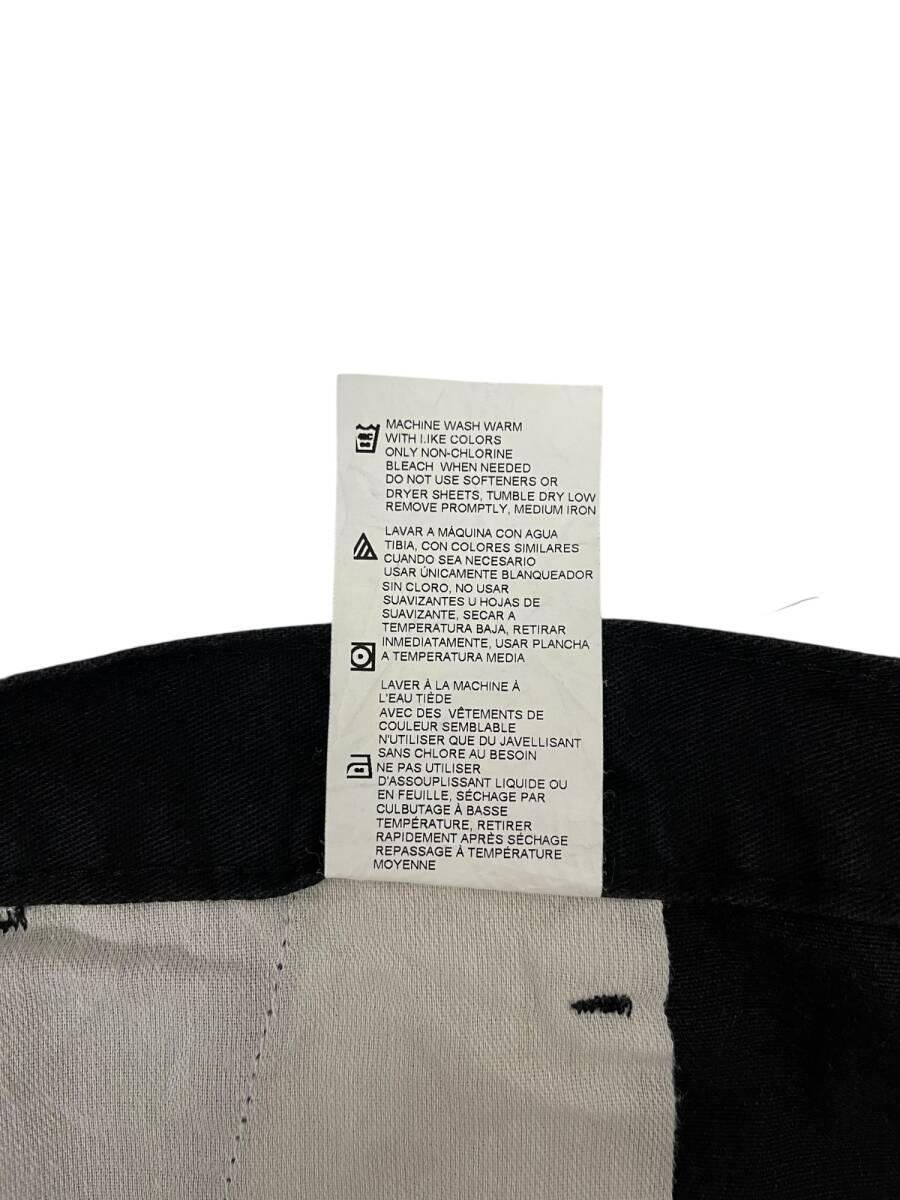 MACHINE WASH WARM
WITH LIKE COLORS
ONLY NON-CHLORINE
BLEACH WHEN NEEDED
DO NOT USE SOFTENERS OR
DRYER SHEETS, TUMBLE DRY LOW
REMOVE PROMPTLY, MEDIUM IRON
LAVAR A MÁQUINA CON AGUA
TIBIA, CON COLORES SIMILARES
CUANDO SEA NECESARIO
USAR ÚNICAMENTE BLANQUEADOR
SIN CLORO, NO USAR
SUAVIZANTES U HOJAS DE
SUAVIZANTE, SECAR A
TEMPERATURA BAJA, RETIRAR
INMEDIATAMENTE, USAR PLANCHA
A TEMPERATURA MEDIA
LAVER À LA MACHINE À
L'EAU TIÈDE
AVEC DES VÊTEMENTS DE
COULEUR SEMBLABLE
N'UTILISER QUE DU JAVELLISANT
SANS CHLORE AU BESOIN
NE PAS UTILISER
D'ASSOUPLISSANT LIQUIDE OU
EN FEUILLE, SÉCHAGE PAR
CULBUTAGE À BASSE
TEMPÉRATURE, RETIRER
RAPIDEMENT APRÈS SÉCHAGE
REPASSAGE À TEMPÉRATURE
MOYENNE